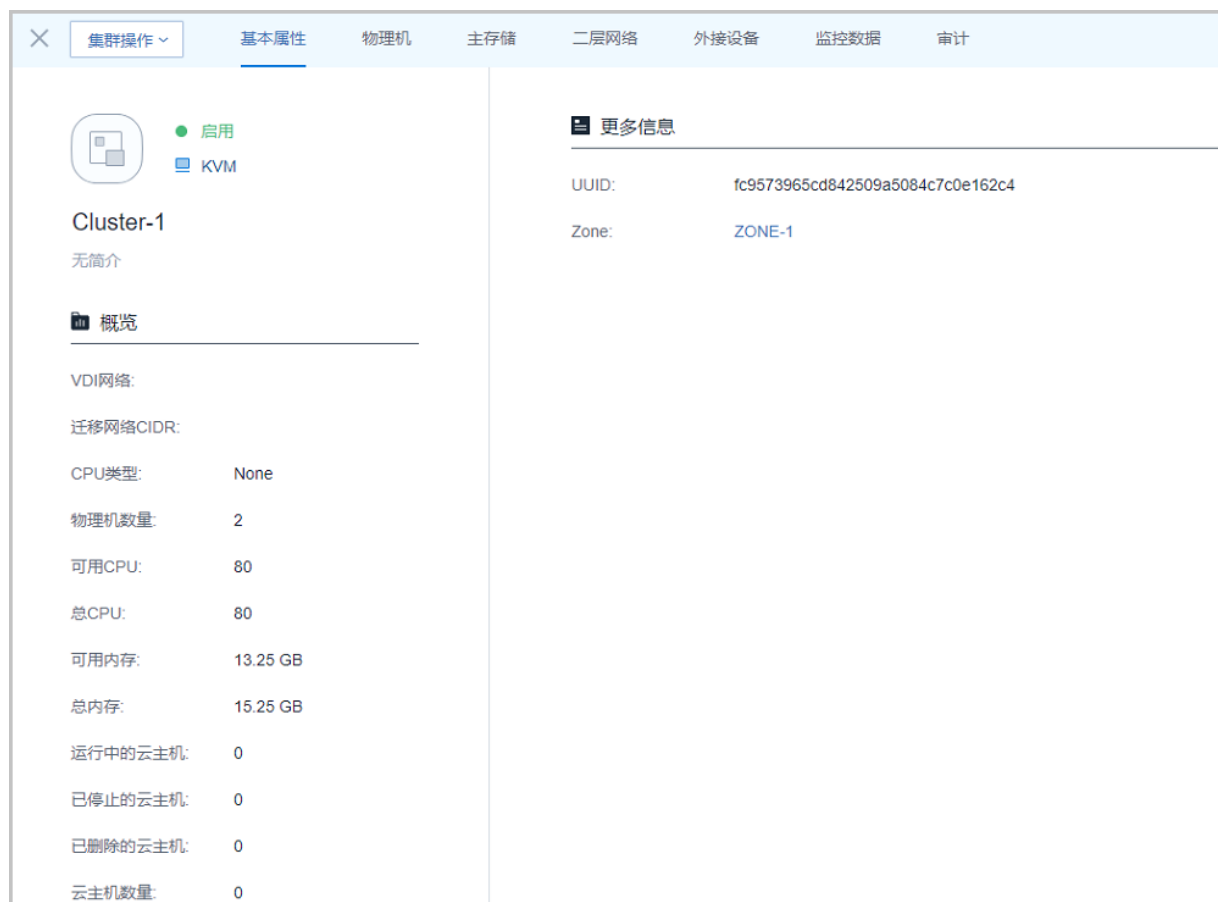 集群操作 基本属性 物理机 主存储 二层网络 外接设备 监控数据 审计
启用
KVM
Cluster-1
无简介
概览
VDI网络:
迁移网络CIDR:
CPU类型: None
物理机数量: 2
可用CPU: 80
总CPU: 80
可用内存: 13.25 GB
总内存: 15.25 GB
运行中的云主机: 0
已停止的云主机: 0
已删除的云主机: 0
云主机数量: 0
更多信息
UUID: fc9573965cd842509a5084c7c0e162c4
Zone: ZONE-1